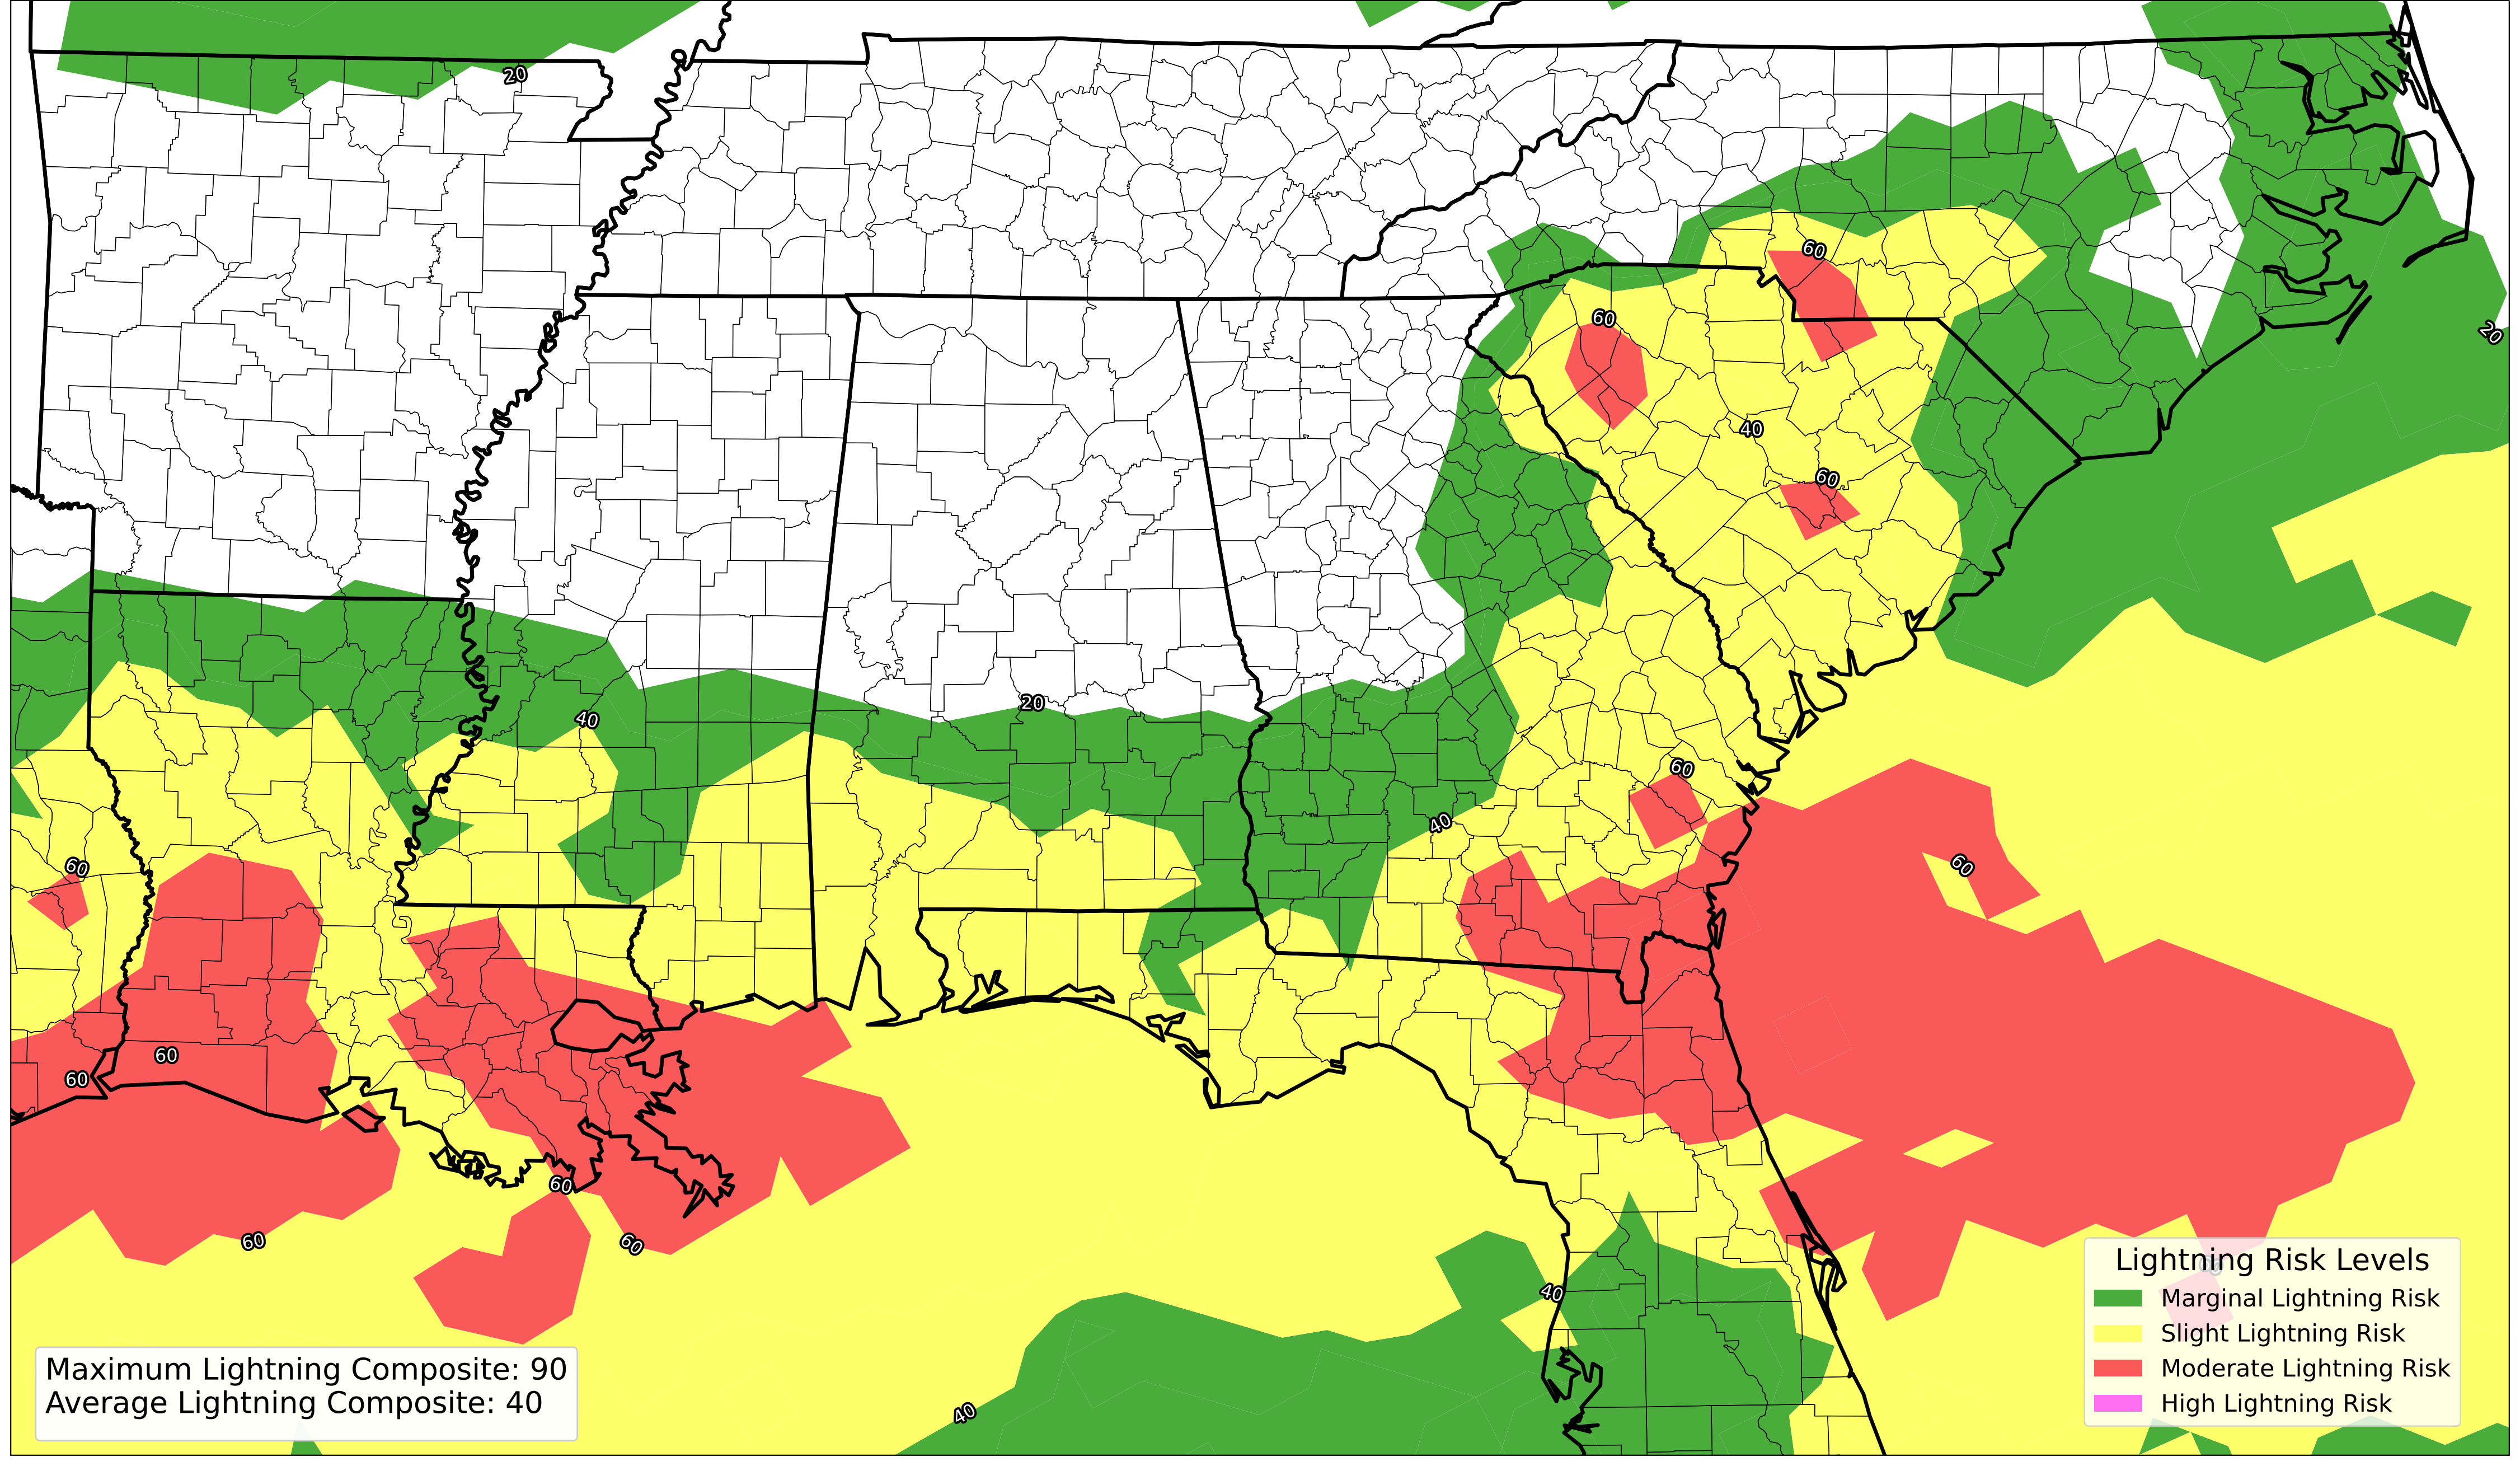 20
60
60
20
40
60
20
40
60
40
60
60
60
60
60
60
60
40
40
Lightning Risk Levels
Marginal Lightning Risk
Slight Lightning Risk
Moderate Lightning Risk
High Lightning Risk
Maximum Lightning Composite: 90
Average Lightning Composite: 40